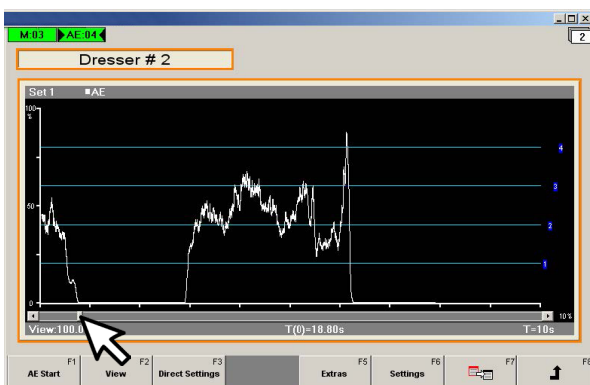 M:03 AE:04
2
Dresser # 2
Set 1 ■AE
100
%
4
3
50
2
1
0
10%
View:100.0 T(0)=18.80s T=10s
F1 F2 F3 F5 F6 F7 F8
AE Start View Direct Settings Extras Settings